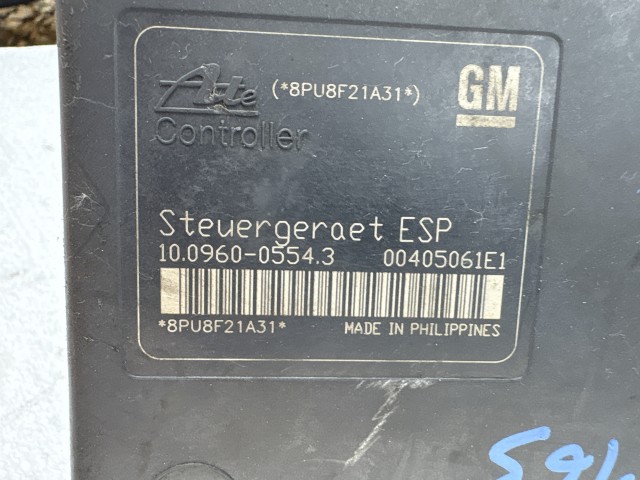 Ate (*8PU8F21A31*) GM
Controller
Steuergeraet ESP
10.0960-0554.3 00405061E1
*8PU8F21A31* MADE IN PHILIPPINES